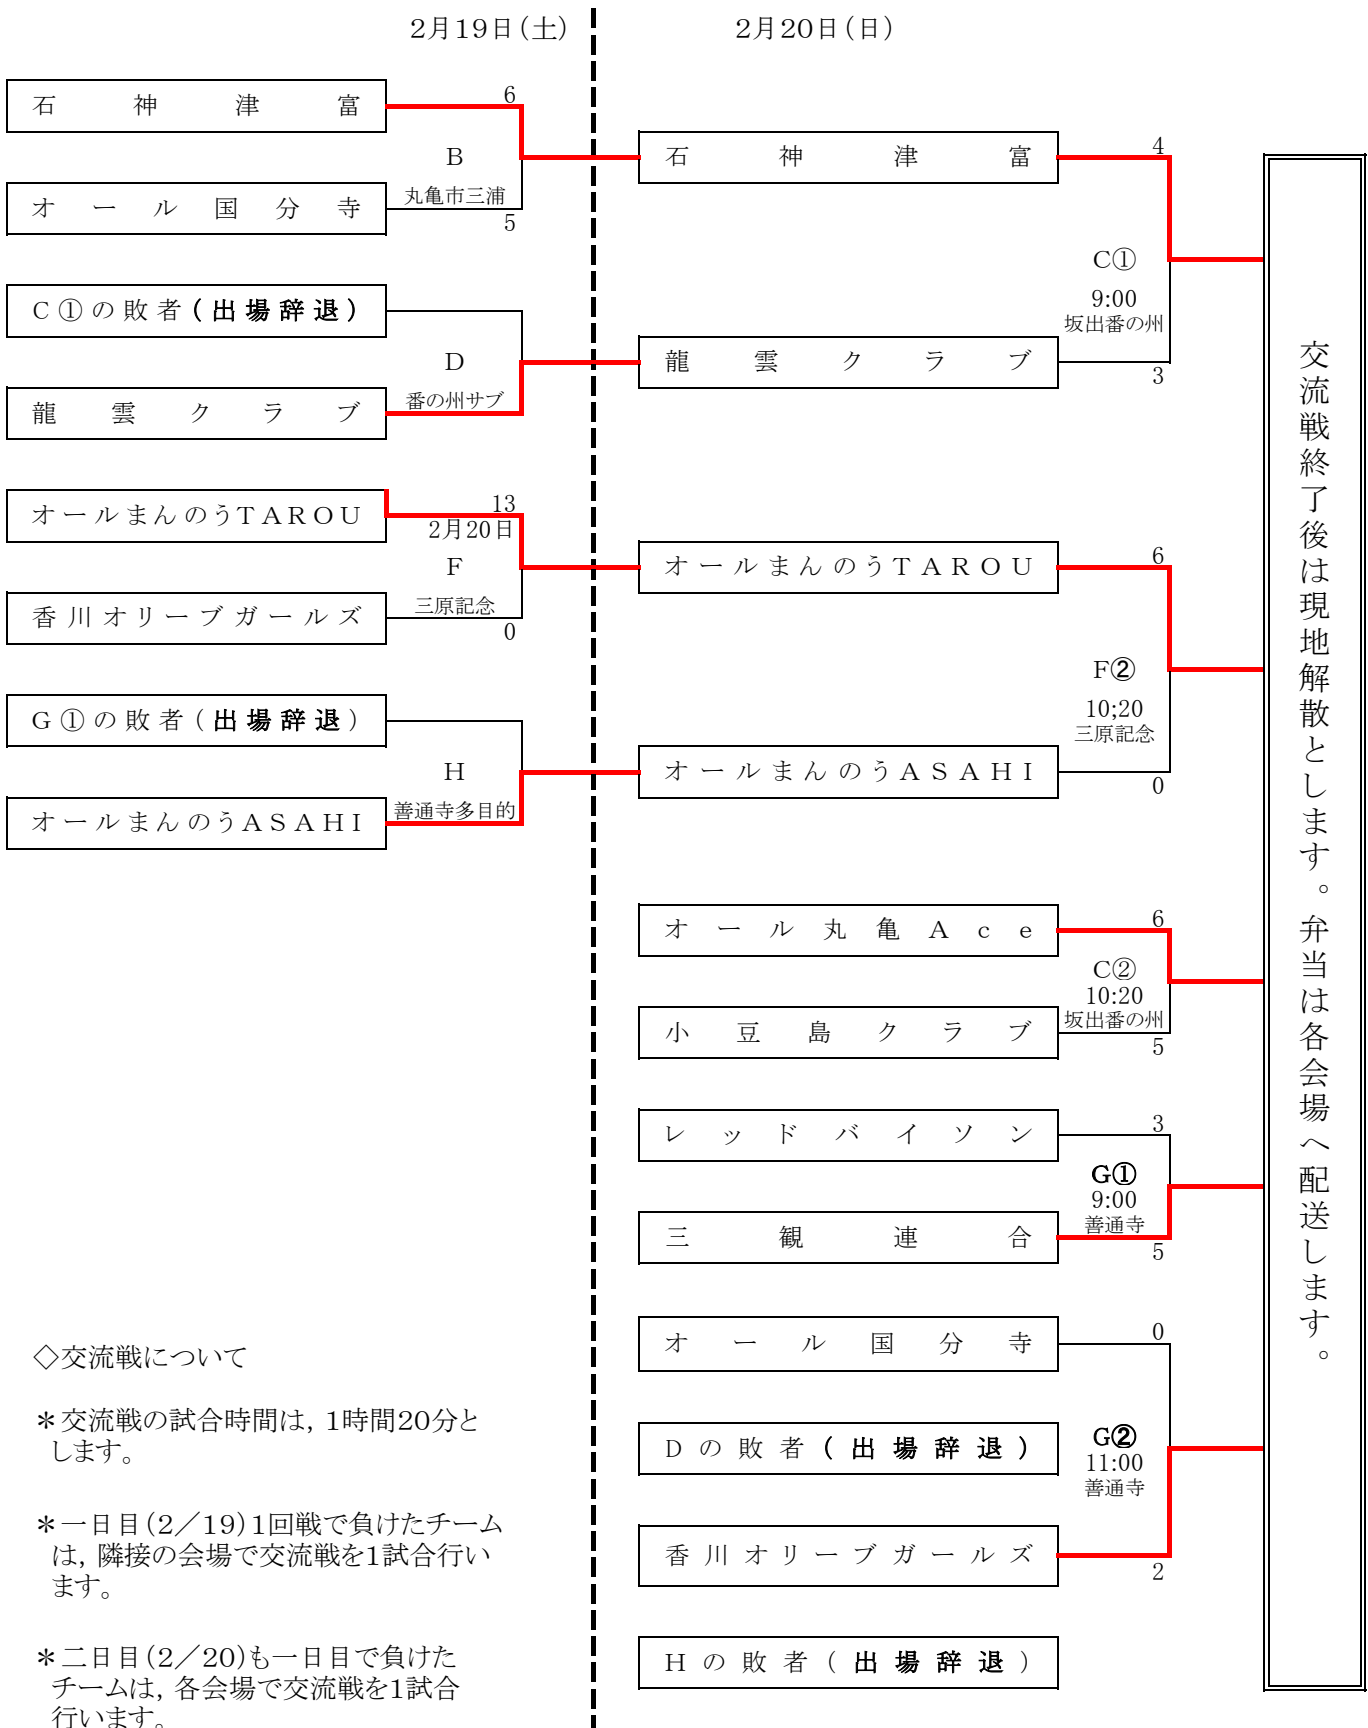 2月19日(土)
2月20日(日)
石神津富
6
B
丸亀市三浦
オール国分寺
5
C①の敗者(出場辞退)
D
番の州サブ
龍雲クラブ
オールまんのうTAROU
13
2月20日
F
三原記念
香川オリーブガールズ
0
G①の敗者(出場辞退)
H
善通寺多目的
オールまんのうASAHI
石神津富
4
C①
9:00
坂出番の州
龍雲クラブ
3
オールまんのうTAROU
6
F②
10;20
三原記念
オールまんのうASAHI
0
オール丸亀Ace
6
C②
10:20
坂出番の州
小豆島クラブ
5
レッドバイソン
3
G①
9:00
善通寺
三観連合
5
オール国分寺
0
Dの敗者(出場辞退)
G②
11:00
善通寺
香川オリーブガールズ
2
Hの敗者(出場辞退)
交流戦終了後は現地解散とします。弁当は各会場へ配送します。
◇交流戦について
＊交流戦の試合時間は，1時間20分と
します。
＊一日目(2／19)1回戦で負けたチーム
は，隣接の会場で交流戦を1試合行い
ます。
＊二日目(2／20)も一日目で負けた
チームは，各会場で交流戦を1試合
行います。